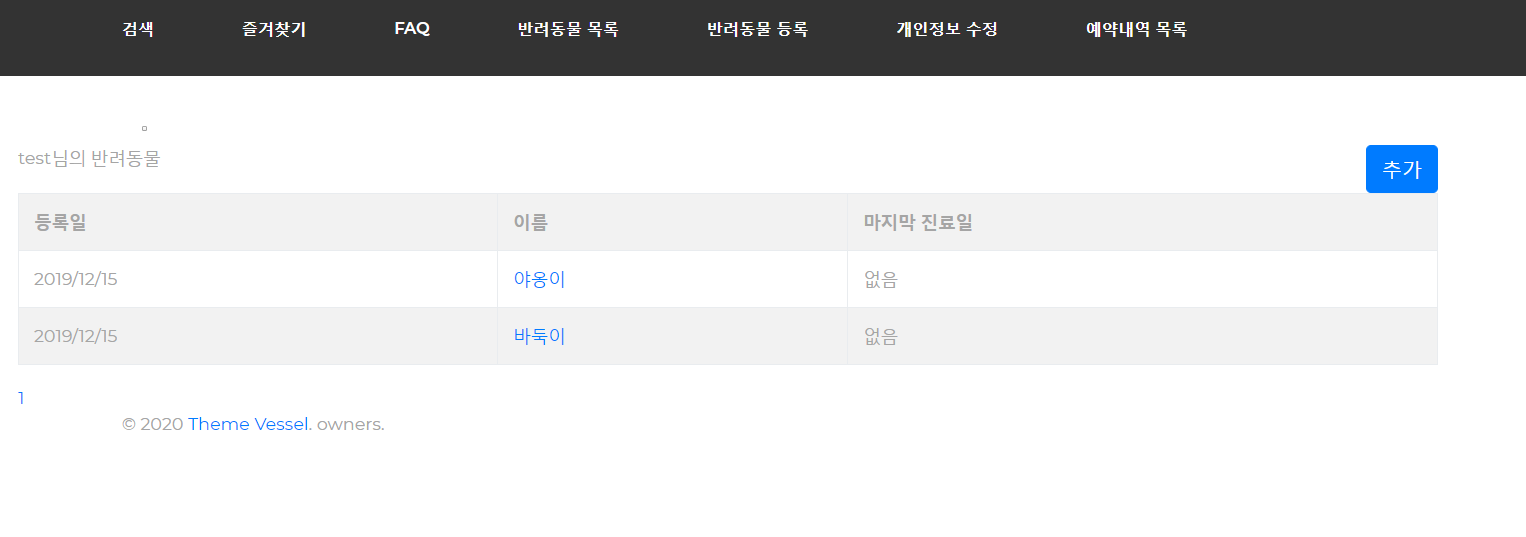 검색 즐겨찾기 FAQ 반려동물 목록 반려동물 등록 개인정보 수정 예약내역 목록
test님의 반려동물
추가
등록일 이름 마지막 진료일
2019/12/15 야옹이 없음
2019/12/15 바둑이 없음
1
© 2020 Theme Vessel. owners.